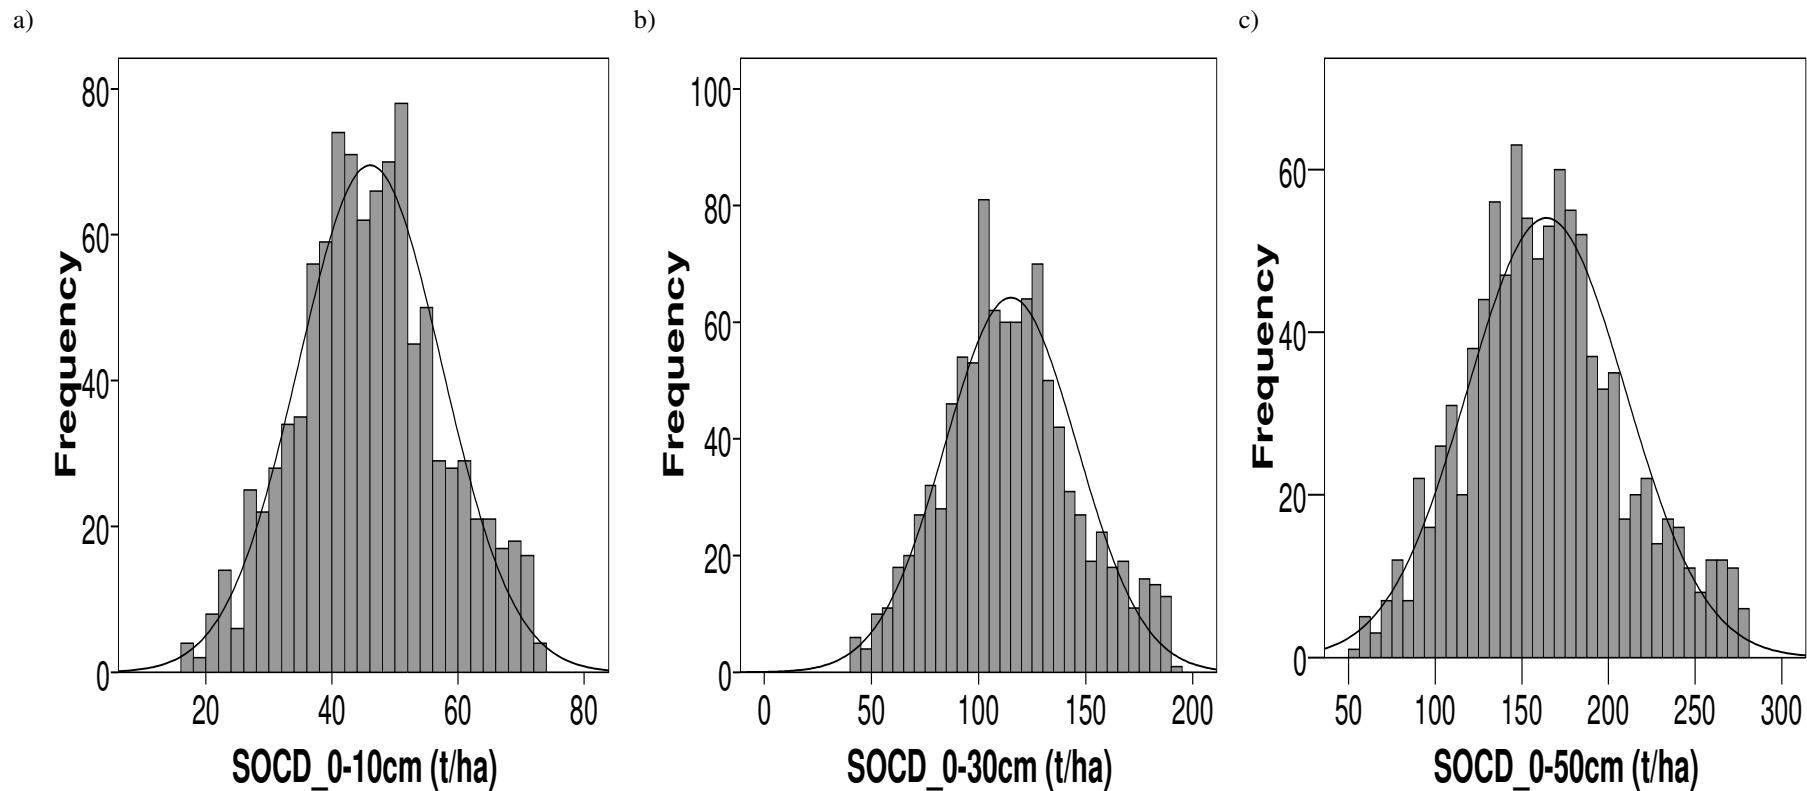 a)
80
60
40
20
0
Frequency
20 40 60 80
SOCD_0-10cm (t/ha)
b)
100
80
60
40
20
0
Frequency
0 50 100 150 200
SOCD_0-30cm (t/ha)
c)
60
40
20
0
Frequency
50 100 150 200 250 300
SOCD_0-50cm (t/ha)